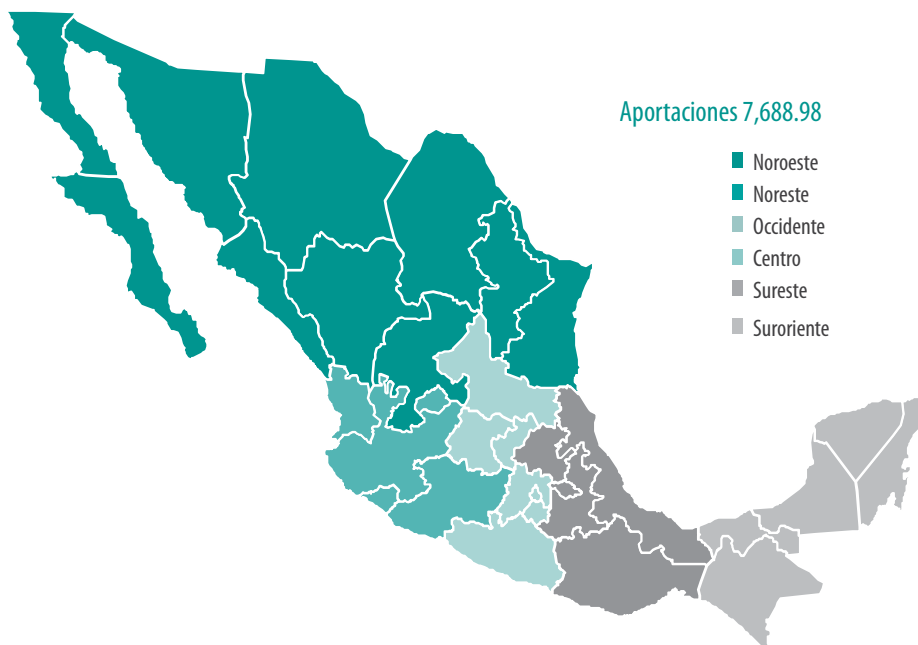 Aportaciones 7,688.98
Noroeste
Noreste
Occidente
Centro
Sureste
Suroriente